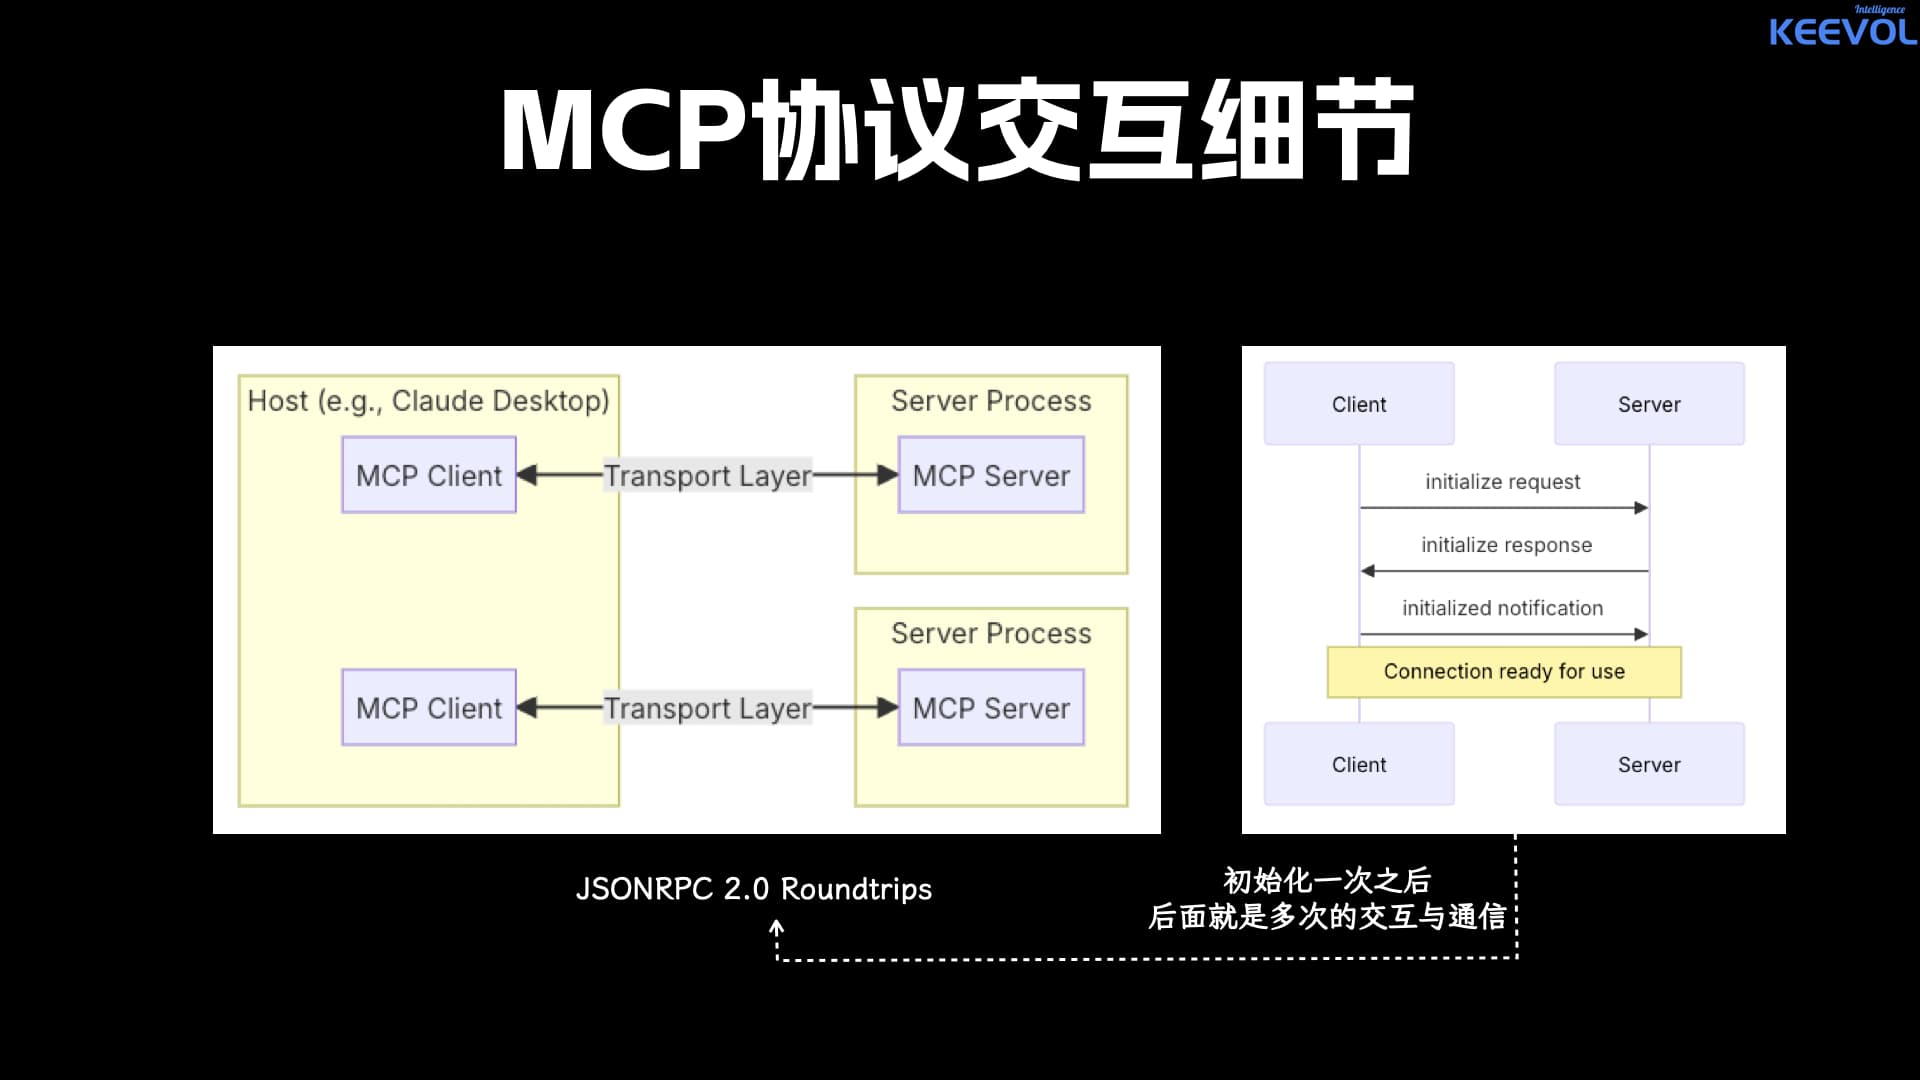 Intelligence
KEEVOL
MCP协议交互细节
Host (e.g., Claude Desktop)
MCP Client
Transport Layer
Server Process
MCP Server
MCP Client
Transport Layer
Server Process
MCP Server
Client
Server
initialize request
initialize response
initialized notification
Connection ready for use
Client
Server
JSONRPC 2.0 Roundtrips
初始化一次之后
后面就是多次的交互与通信